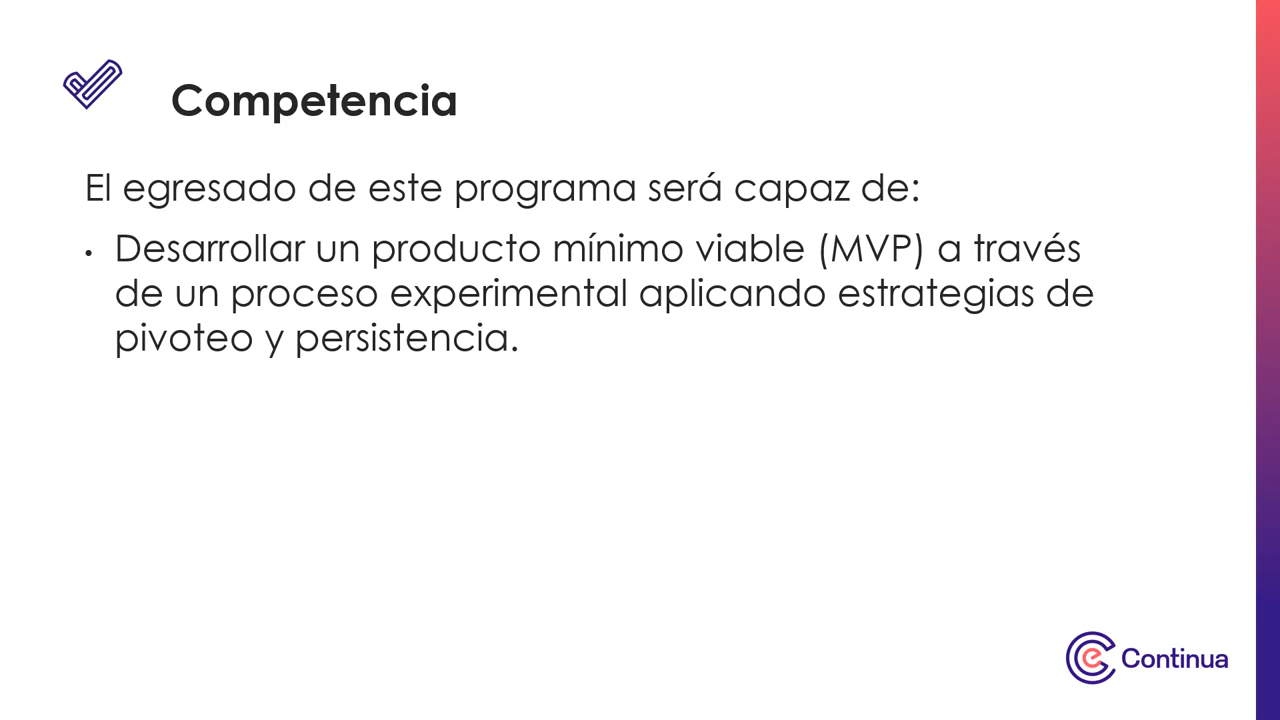 Competencia
El egresado de este programa será capaz de:
• Desarrollar un producto mínimo viable (MVP) a través
de un proceso experimental aplicando estrategias de
pivoteo y persistencia.
Continua